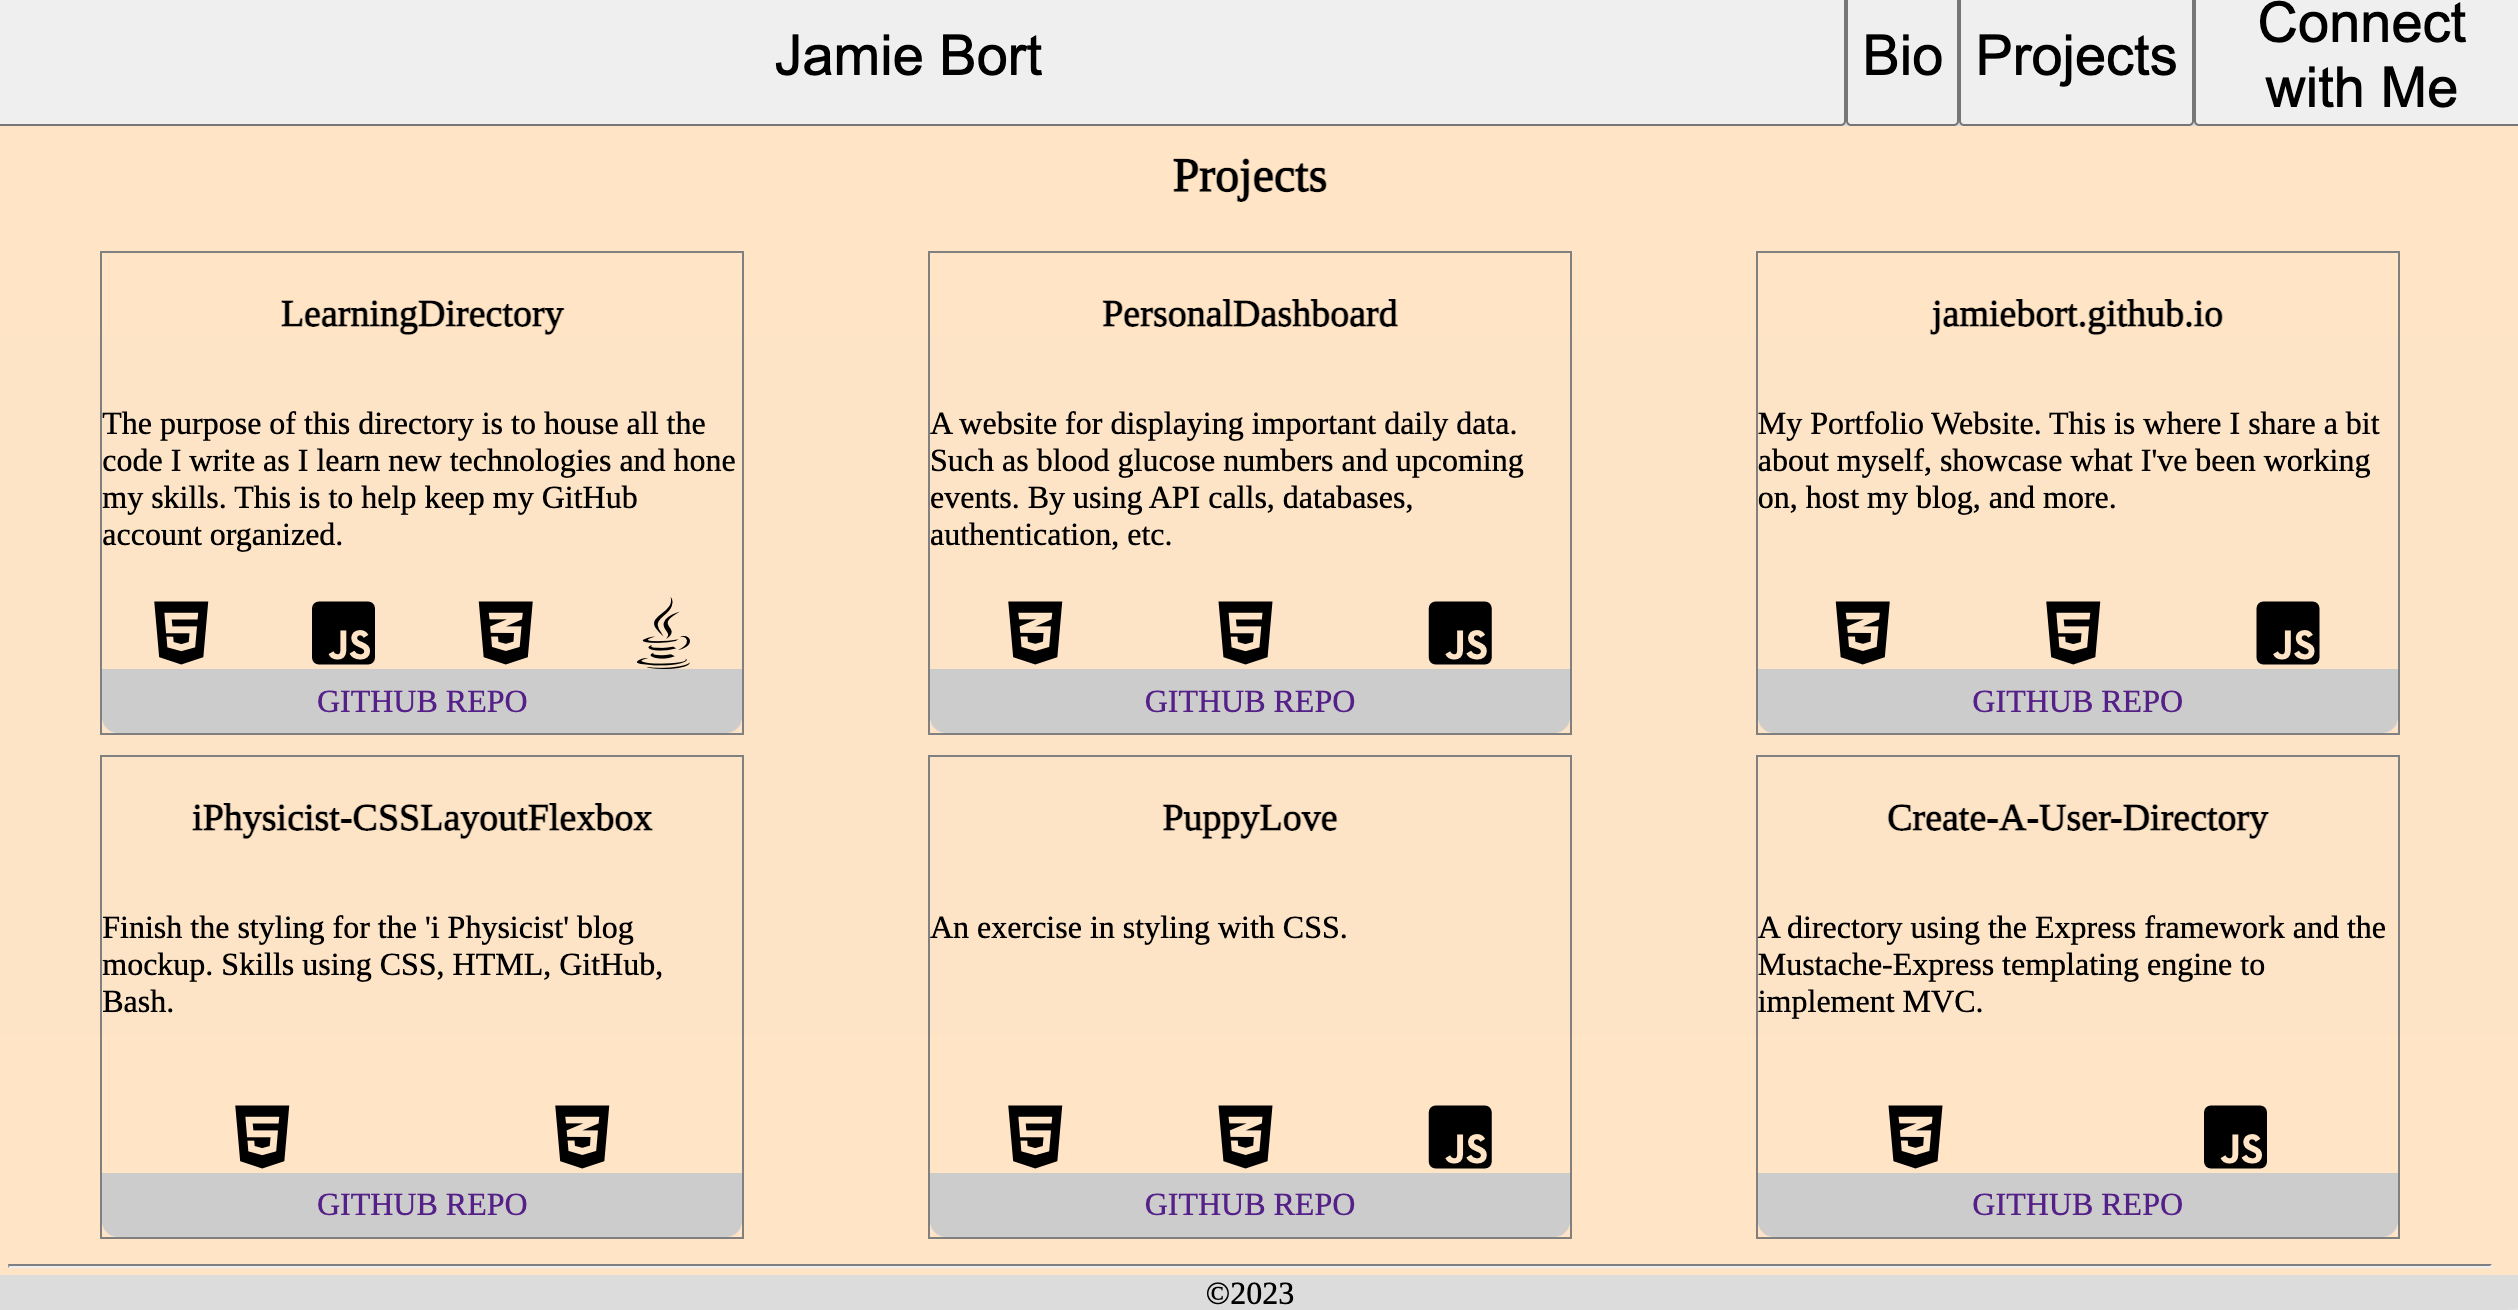 Jamie Bort
Bio
Projects
Connect
with Me
Projects
LearningDirectory
The purpose of this directory is to house all the
code I write as I learn new technologies and hone
my skills. This is to help keep my GitHub
account organized.
JS
GITHUB REPO
PersonalDashboard
A website for displaying important daily data.
Such as blood glucose numbers and upcoming
events. By using API calls, databases,
authentication, etc.
JS
GITHUB REPO
jamiebort.github.io
My Portfolio Website. This is where I share a bit
about myself, showcase what I've been working
on, host my blog, and more.
JS
GITHUB REPO
iPhysicist-CSSLayoutFlexbox
Finish the styling for the 'i Physicist' blog
mockup. Skills using CSS, HTML, GitHub,
Bash.
GITHUB REPO
PuppyLove
An exercise in styling with CSS.
JS
GITHUB REPO
Create-A-User-Directory
A directory using the Express framework and the
Mustache-Express templating engine to
implement MVC.
JS
GITHUB REPO
©2023